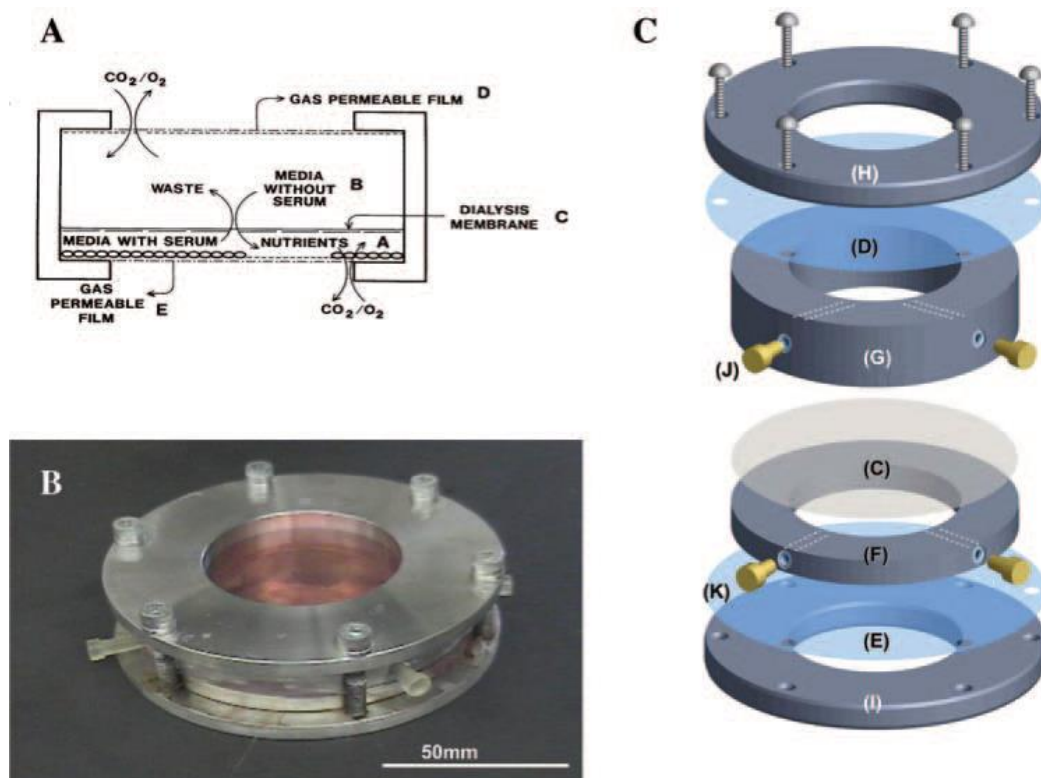 A
CO2/O2
GAS PERMEABLE FILM D
WASTE
MEDIA
WITHOUT B
SERUM
DIALYSIS C
MEMBRANE
MEDIA WITH SERUM
NUTRIENTS A
GAS
PERMEABLE E
FILM
CO2/O2
B
50mm
C
(H)
(D)
(G)
(J)
(C)
(F)
(K)
(E)
(I)